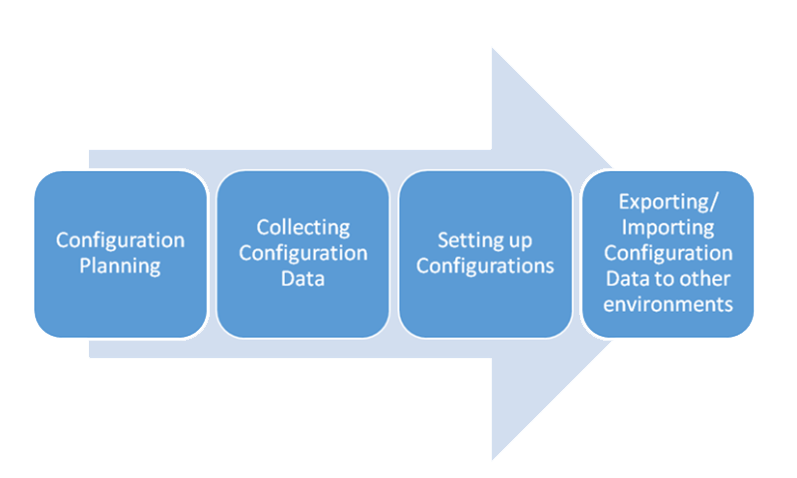 Configuration
Planning
Collecting
Configuration
Data
Setting up
Configurations
Exporting/
Importing
Configuration
Data to other
environments